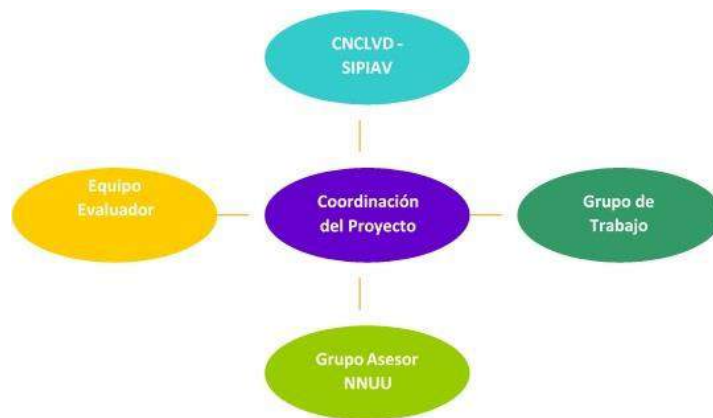 CNCLVD -
SIPIAV
Equipo
Evaluador
Coordinación
del Proyecto
Grupo de
Trabajo
Grupo Asesor
NNUU